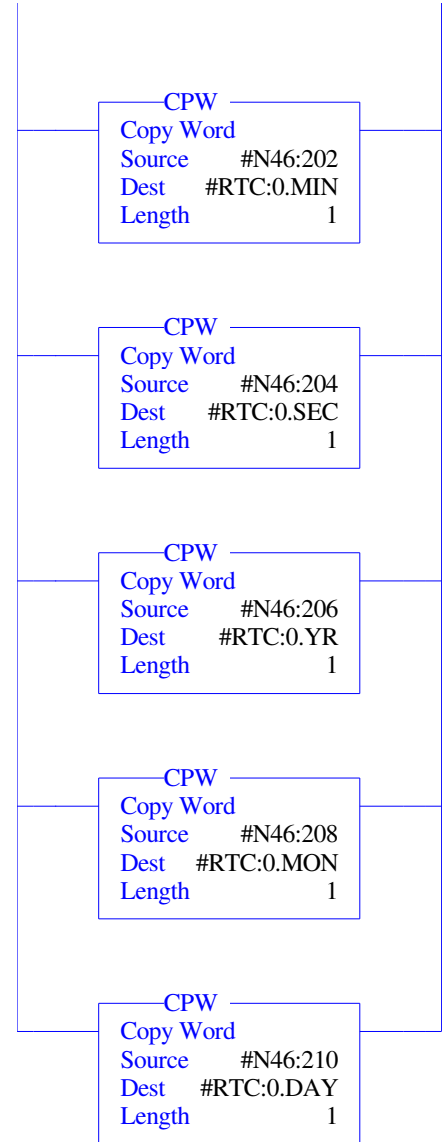 CPW
Copy Word
Source #N46:202
Dest #RTC:0.MIN
Length 1
CPW
Copy Word
Source #N46:204
Dest #RTC:0.SEC
Length 1
CPW
Copy Word
Source #N46:206
Dest #RTC:0.YR
Length 1
CPW
Copy Word
Source #N46:208
Dest #RTC:0.MON
Length 1
CPW
Copy Word
Source #N46:210
Dest #RTC:0.DAY
Length 1